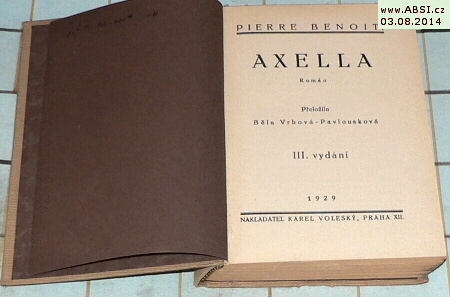 www.ABSI.cz
03.08.2014
PIERRE BENOIT
AXELLA
Román
Přeložila
Běla Vrbová-Pavlousková
III. vydání
1929
NAKLADATEL KAREL VOLESKÝ, PRAHA XII.